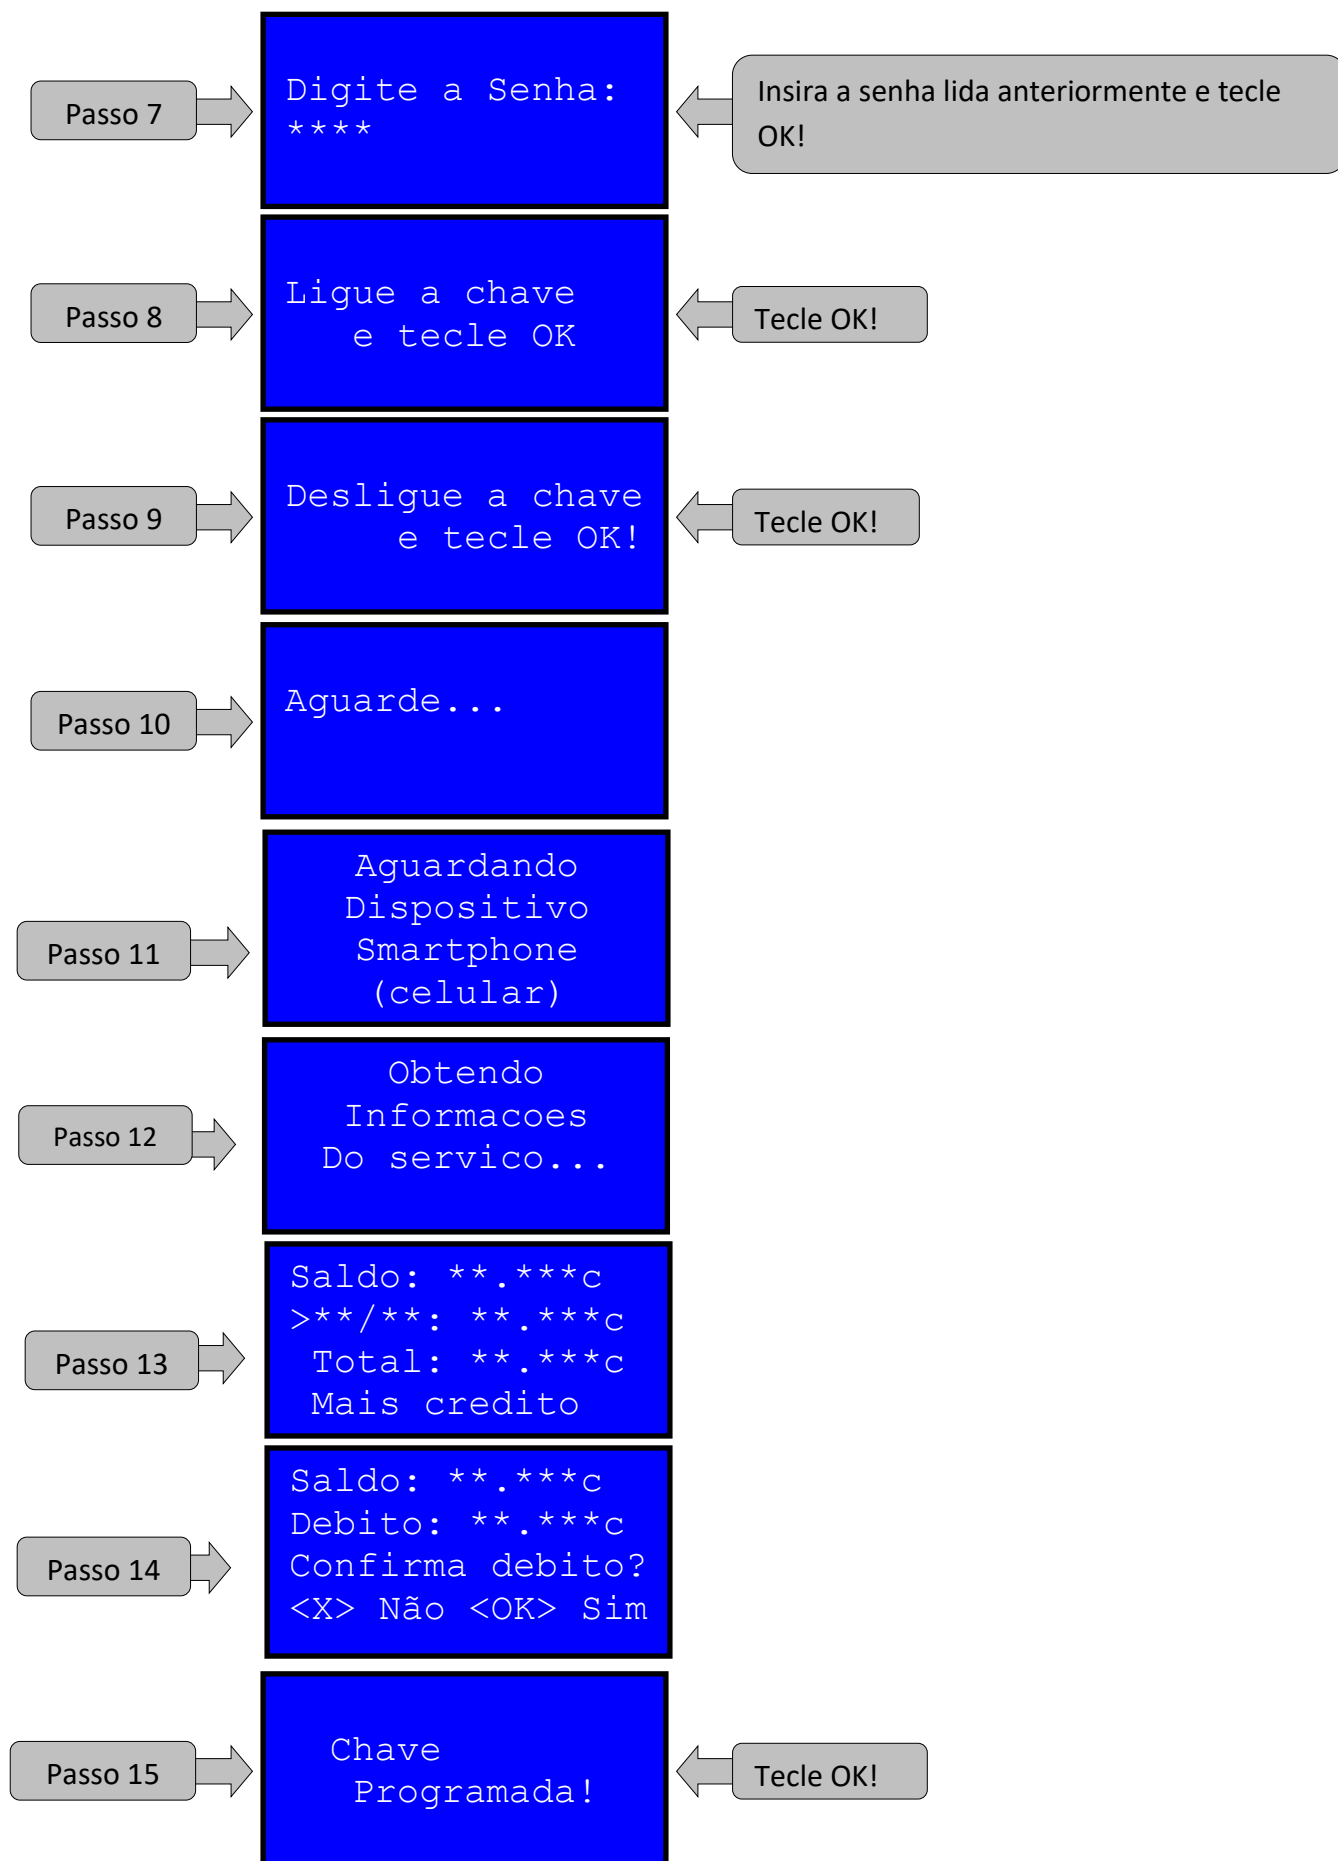 Passo 7
Digite a Senha:
****
Insira a senha lida anteriormente e tecle
OK!
Passo 8
Ligue a chave
e tecle OK
Tecle OK!
Passo 9
Desligue a chave
e tecle OK!
Tecle OK!
Passo 10
Aguarde...
Passo 11
Aguardando
Dispositivo
Smartphone
(celular)
Passo 12
Obtendo
Informacoes
Do servico...
Passo 13
Saldo: **.***c
>**/**: **.***c
Total: **.***c
Mais credito
Passo 14
Saldo: **.***c
Debito: **.***c
Confirma debito?
<X> Não <OK> Sim
Passo 15
Chave
Programada!
Tecle OK!